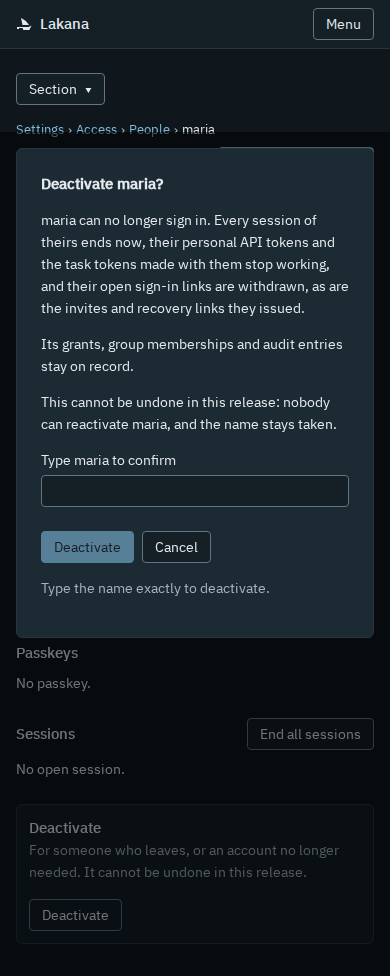 Lakana
Menu
Section ▾
Settings › Access › People › maria
Deactivate maria?
maria can no longer sign in. Every session of
theirs ends now, their personal API tokens and
the task tokens made with them stop working,
and their open sign-in links are withdrawn, as are
the invites and recovery links they issued.
Its grants, group memberships and audit entries
stay on record.
This cannot be undone in this release: nobody
can reactivate maria, and the name stays taken.
Type maria to confirm
Deactivate
Cancel
Type the name exactly to deactivate.
Passkeys
No passkey.
Sessions
End all sessions
No open session.
Deactivate
For someone who leaves, or an account no longer
needed. It cannot be undone in this release.
Deactivate